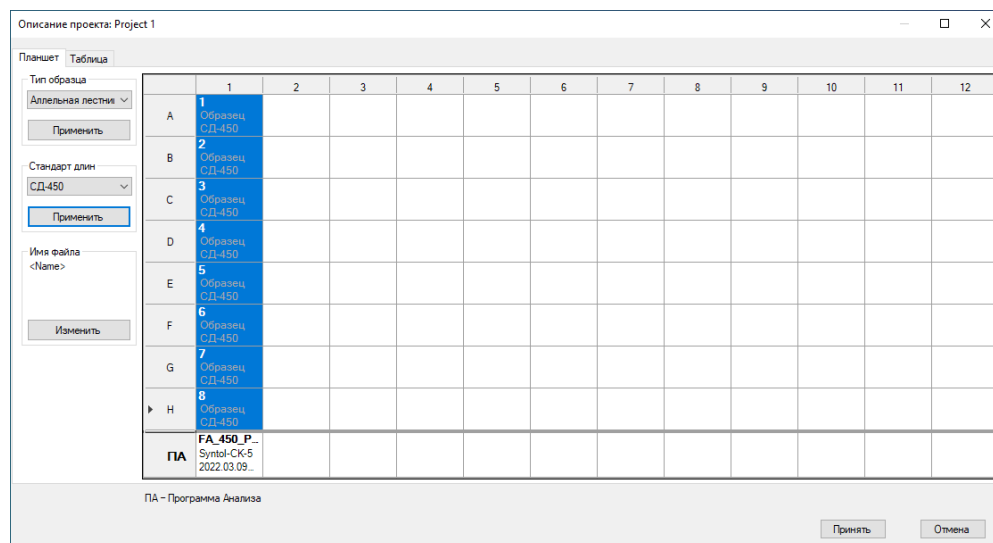 Описание проекта: Project 1
Планшет Таблица
Тип образца
Аллельная лестни
Применить
Стандарт длин
СД-450
Применить
Имя файла
<Name>
Изменить
1 2 3 4 5 6 7 8 9 10 11 12
A
1
Образец
СД-450
B
2
Образец
СД-450
C
3
Образец
СД-450
D
4
Образец
СД-450
E
5
Образец
СД-450
F
6
Образец
СД-450
G
7
Образец
СД-450
H
8
Образец
СД-450
ПА
FA_450_P...
Syntol-CK-5
2022.03.09...
ПА – Программа Анализа
Принять Отмена